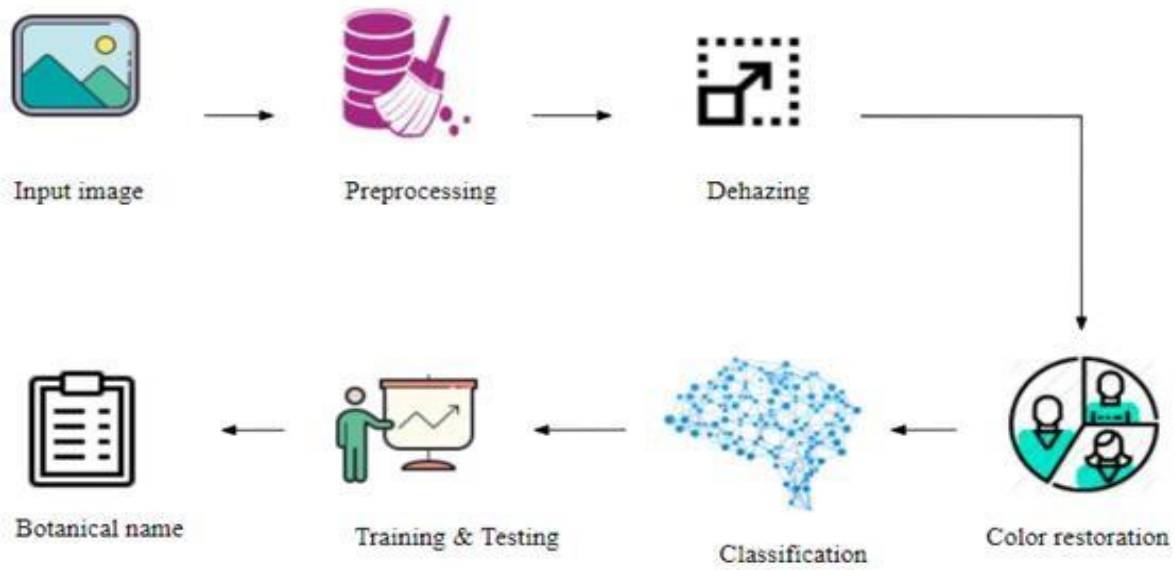 Input image
Preprocessing
Dehazing
Color restoration
Classification
Training & Testing
Botanical name